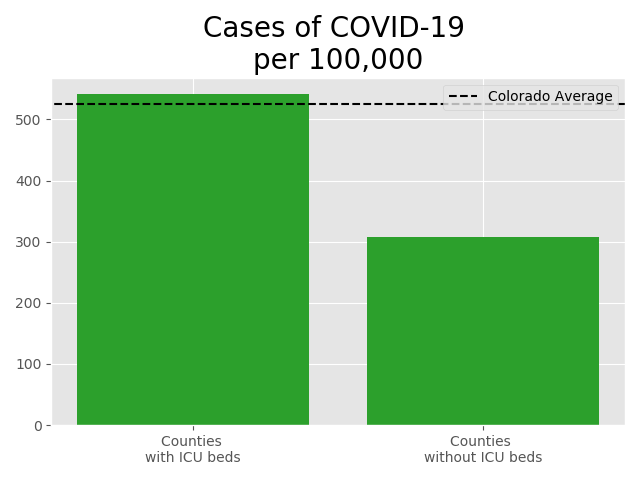 Cases of COVID-19
per 100,000
Colorado Average
500
400
300
200
100
0
Counties
with ICU beds
Counties
without ICU beds